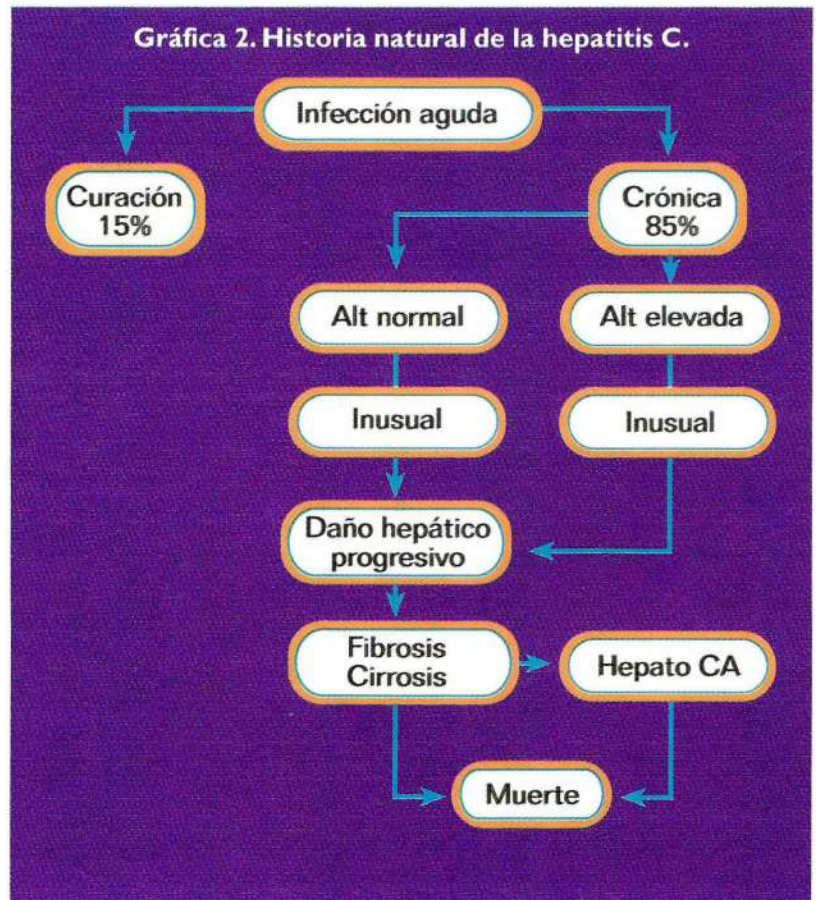 Gráfica 2. Historia natural de la hepatitis C.
Infección aguda
Curación
15%
Crónica
85%
Alt normal
Alt elevada
Inusual
Inusual
Daño hepático
progresivo
Fibrosis
Cirrosis
Hepato CA
Muerte